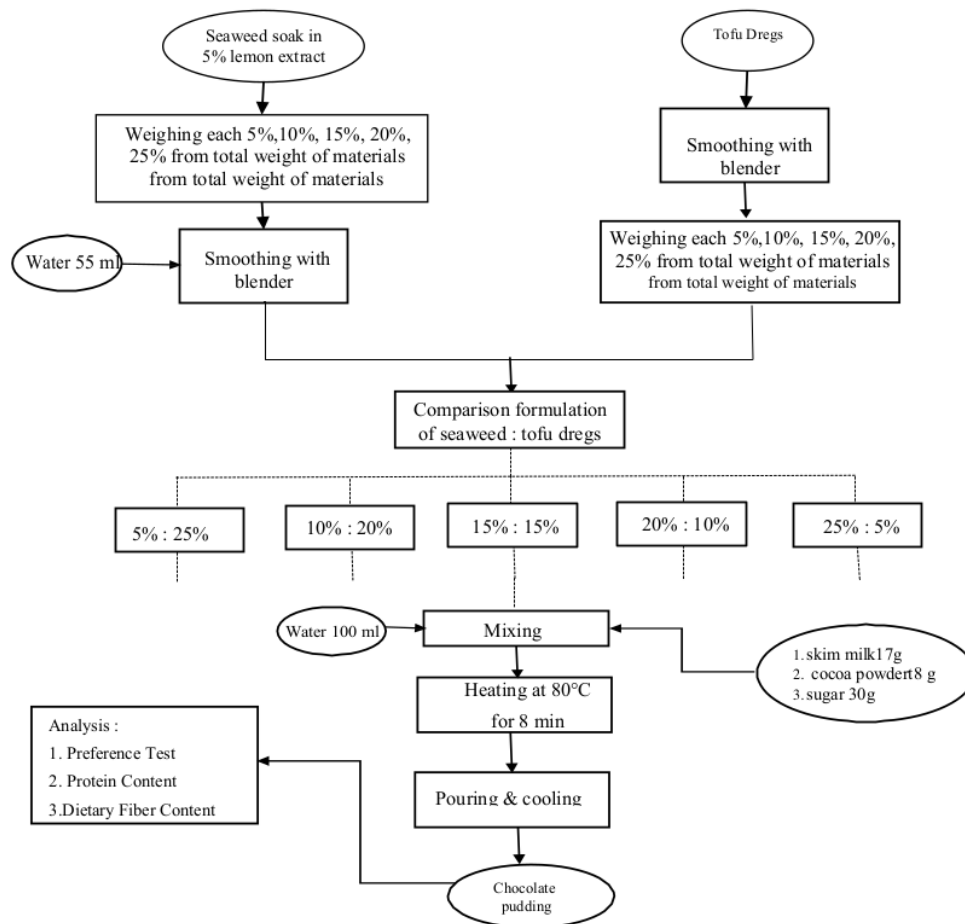 Seaweed soak in
5% lemon extract
Tofu Dregs
Weighing each 5%,10%, 15%, 20%,
25% from total weight of materials
from total weight of materials
Smoothing with
blender
Water 55 ml
Smoothing with
blender
Weighing each 5%,10%, 15%, 20%,
25% from total weight of materials
from total weight of materials
Comparison formulation
of seaweed : tofu dregs
5% : 25%
10% : 20%
15% : 15%
20% : 10%
25% : 5%
Water 100 ml
Mixing
1. skim milk17g
2. cocoa powdert8 g
3. sugar 30g
Heating at 80°C
for 8 min
Analysis :
1. Preference Test
2. Protein Content
3.Dietary Fiber Content
Pouring & cooling
Chocolate
pudding